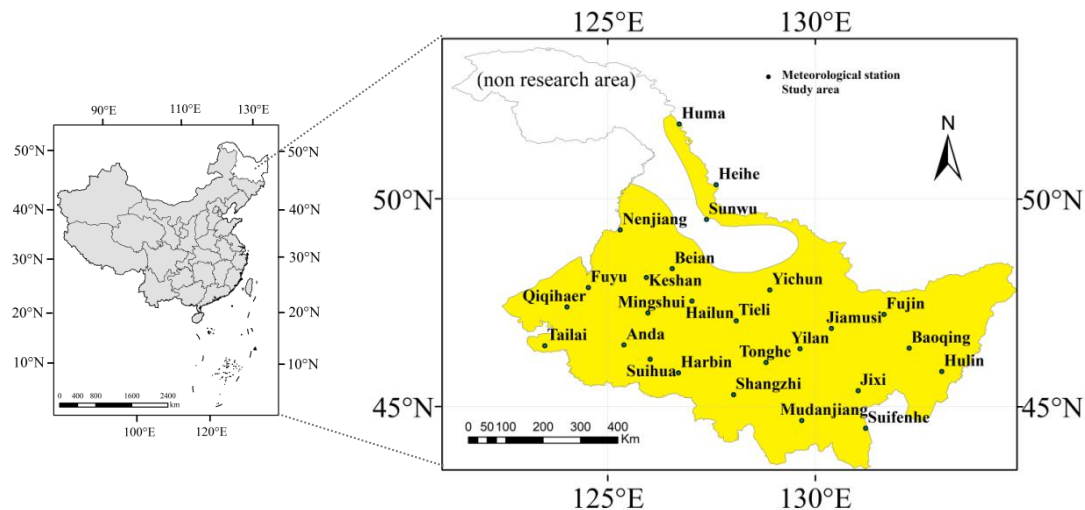 90°E 110°E 130°E
50°N 50°N
40°N 40°N
30°N 30°N
20°N 20°N
10°N 10°N
0 400 800 1600 2400
km
100°E 120°E
125°E 130°E
(non research area)
Meteorological station
Study area
N
Huma
Heihe
50°N 50°N
Sunwu
Nenjiang
Beian
Fuyu
Keshan
Yichun
Qiqihaer
Mingshui
Hailun
Tieli
Fujin
Jiamusi
Tailai
Anda
Yilan
Baoqing
Tonghe
Suihua
Harbin
Hulin
Shangzhi
Jixi
45°N 45°N
Mudanjiang
Suifenhe
0 50 100 200 300 400
Km
125°E 130°E